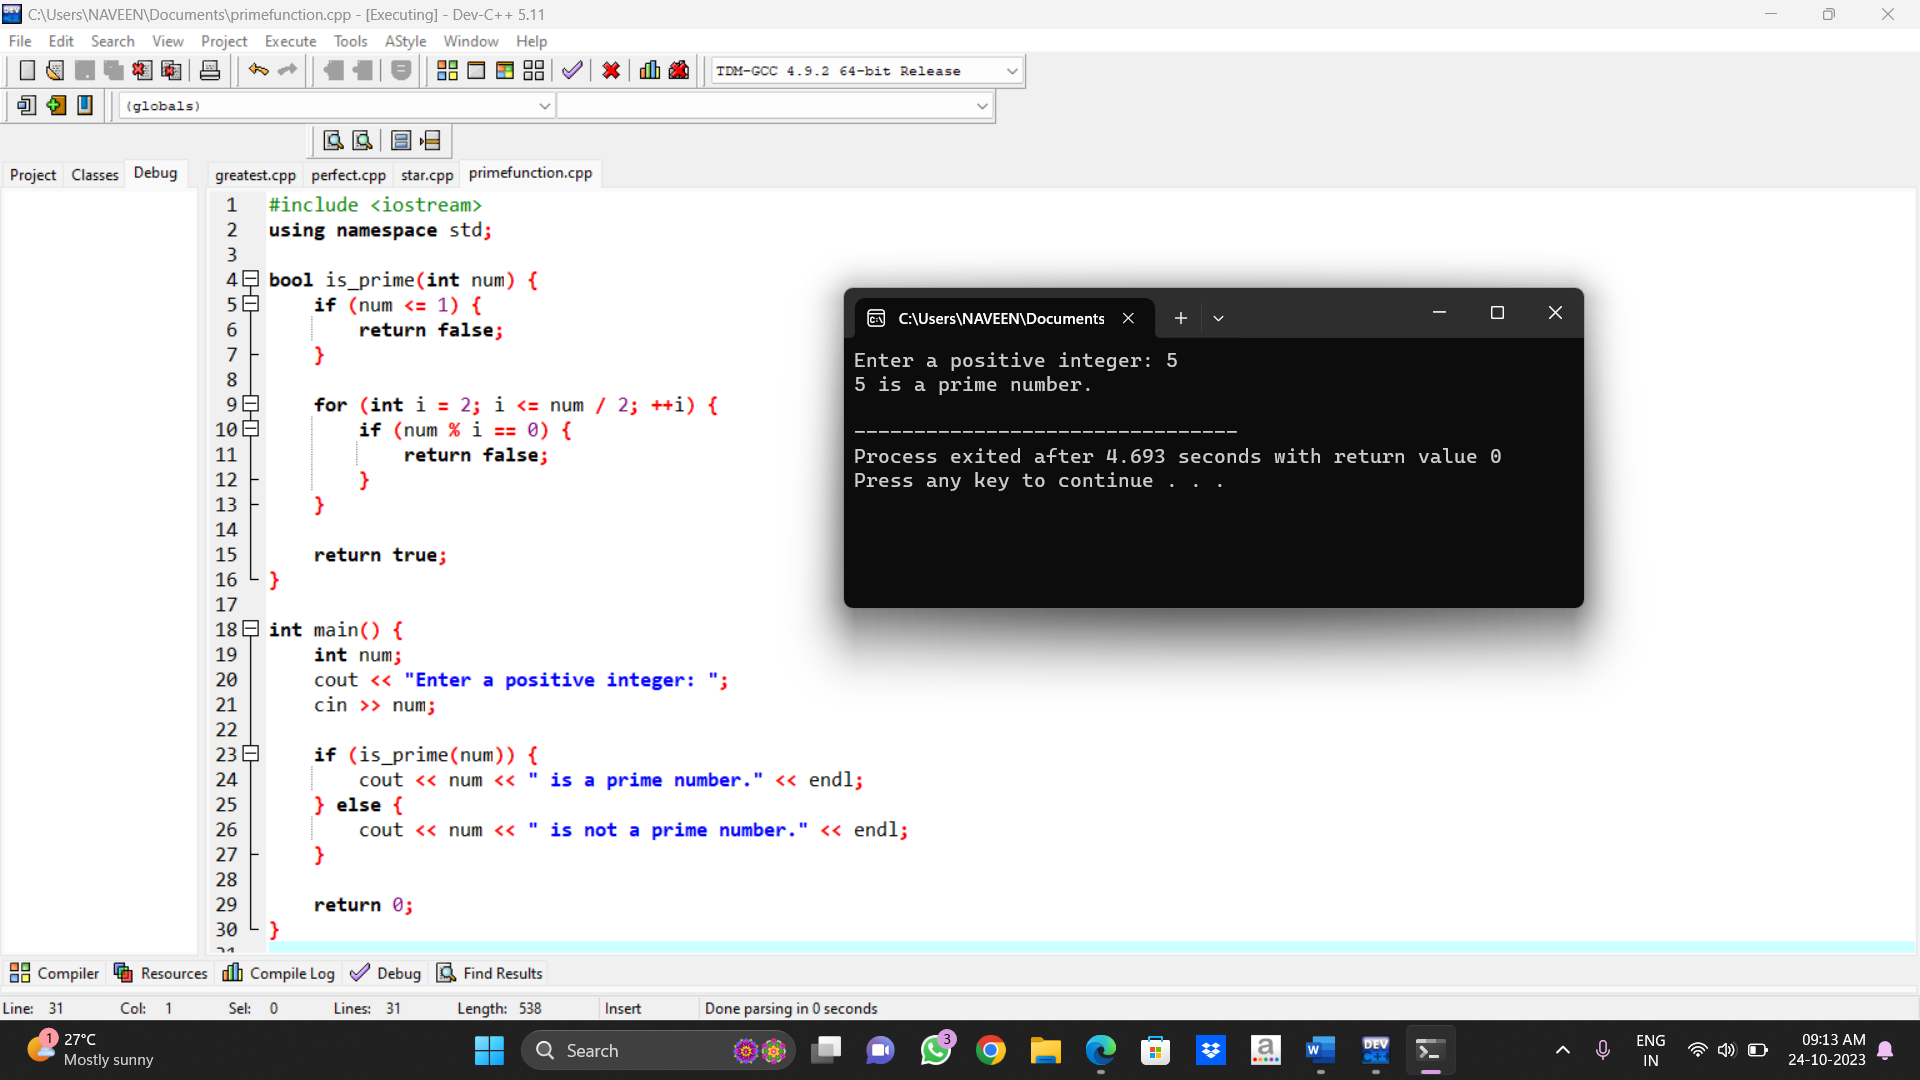 C:\Users\NAVEEN\Documents\primefunction.cpp - [Executing] - Dev-C++ 5.11
File Edit Search View Project Execute Tools AStyle Window Help
TDM-GCC 4.9.2 64-bit Release
(globals)
Project Classes Debug
greatest.cpp perfect.cpp star.cpp primefunction.cpp
1 #include <iostream>
2 using namespace std;
3
4 bool is_prime(int num) {
5     if (num <= 1) {
6         return false;
7     }
8
9     for (int i = 2; i <= num / 2; ++i) {
10         if (num % i == 0) {
11             return false;
12         }
13     }
14
15     return true;
16 }
17
18 int main() {
19     int num;
20     cout << "Enter a positive integer: ";
21     cin >> num;
22
23     if (is_prime(num)) {
24         cout << num << " is a prime number." << endl;
25     } else {
26         cout << num << " is not a prime number." << endl;
27     }
28
29     return 0;
30 }
31
C:\Users\NAVEEN\Documents
Enter a positive integer: 5
5 is a prime number.
--------------------------------
Process exited after 4.693 seconds with return value 0
Press any key to continue . . .
Compiler Resources Compile Log Debug Find Results
Line: 31 Col: 1 Sel: 0 Lines: 31 Length: 538 Insert Done parsing in 0 seconds
1 27°C
Mostly sunny
Search
3
a
W
DEV
C++
ENG
IN
09:13 AM
24-10-2023